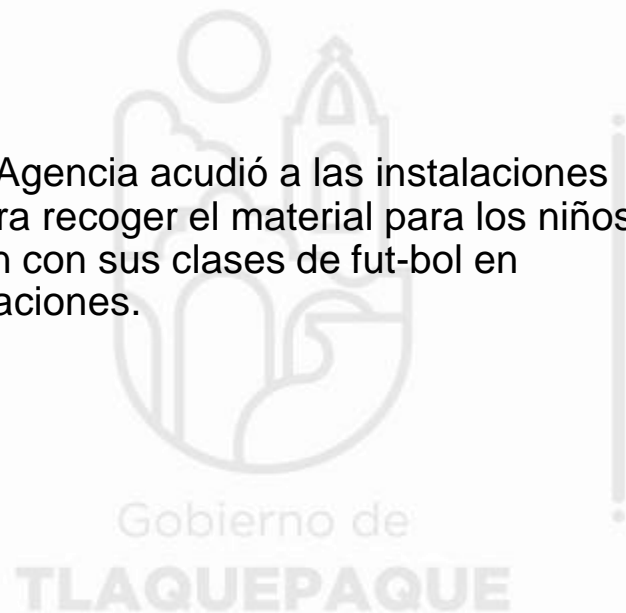 Agencia acudió a las instalaciones
ra recoger el material para los niños
n con sus clases de fut-bol en
aciones.
Gobierno de
TLAQUEPAQUE